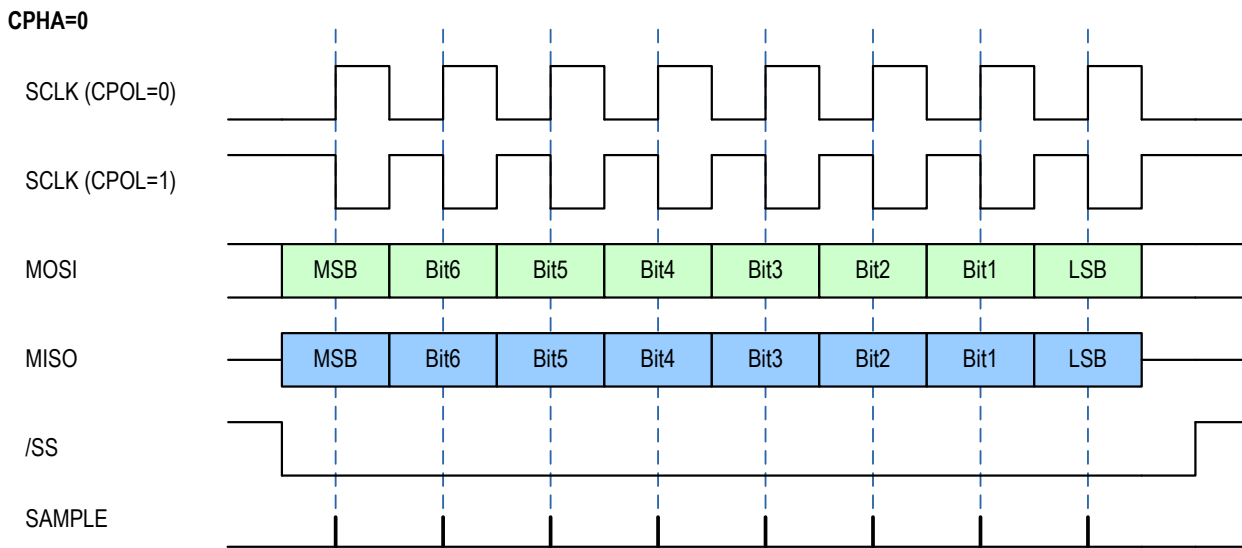 CPHA=0
SCLK (CPOL=0)
SCLK (CPOL=1)
MOSI MSB Bit6 Bit5 Bit4 Bit3 Bit2 Bit1 LSB
MISO MSB Bit6 Bit5 Bit4 Bit3 Bit2 Bit1 LSB
/SS
SAMPLE